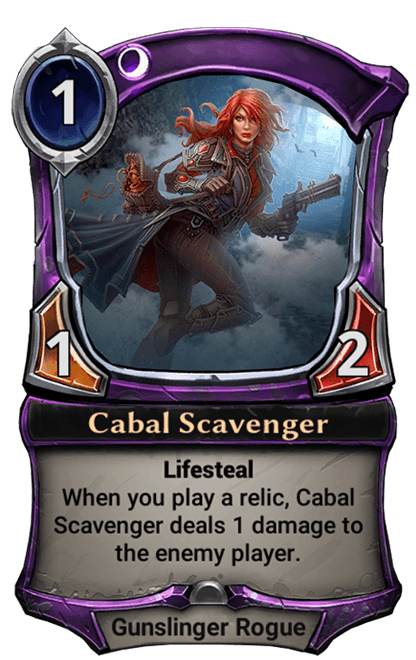 1
1
2
Cabal Scavenger
Lifesteal
When you play a relic, Cabal
Scavenger deals 1 damage to
the enemy player.
Gunslinger Rogue